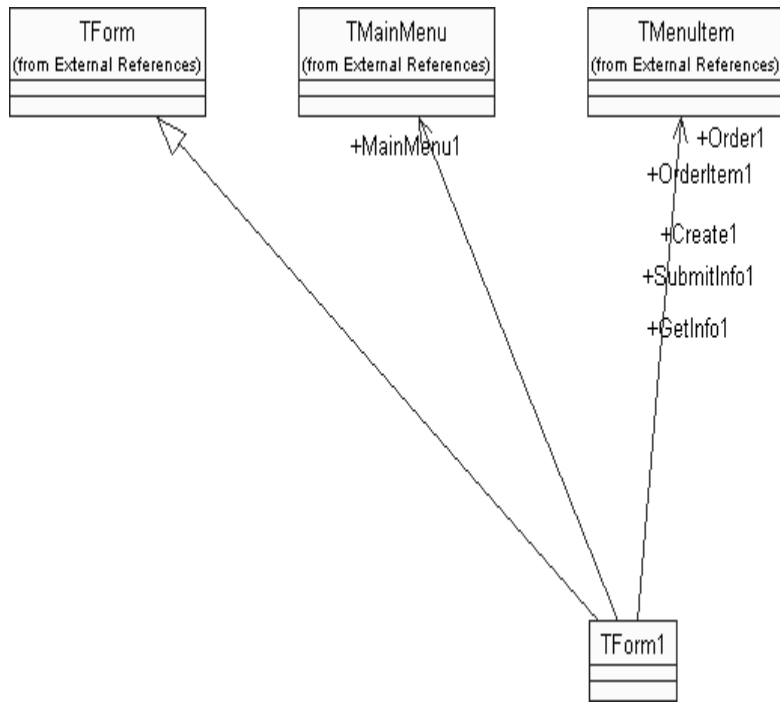 TForm
(from External References)
TMainMenu
(from External References)
TMenuItem
(from External References)
+MainMenu1
+Order1
+OrderItem1
+Create1
+SubmitInfo1
+GetInfo1
TForm1